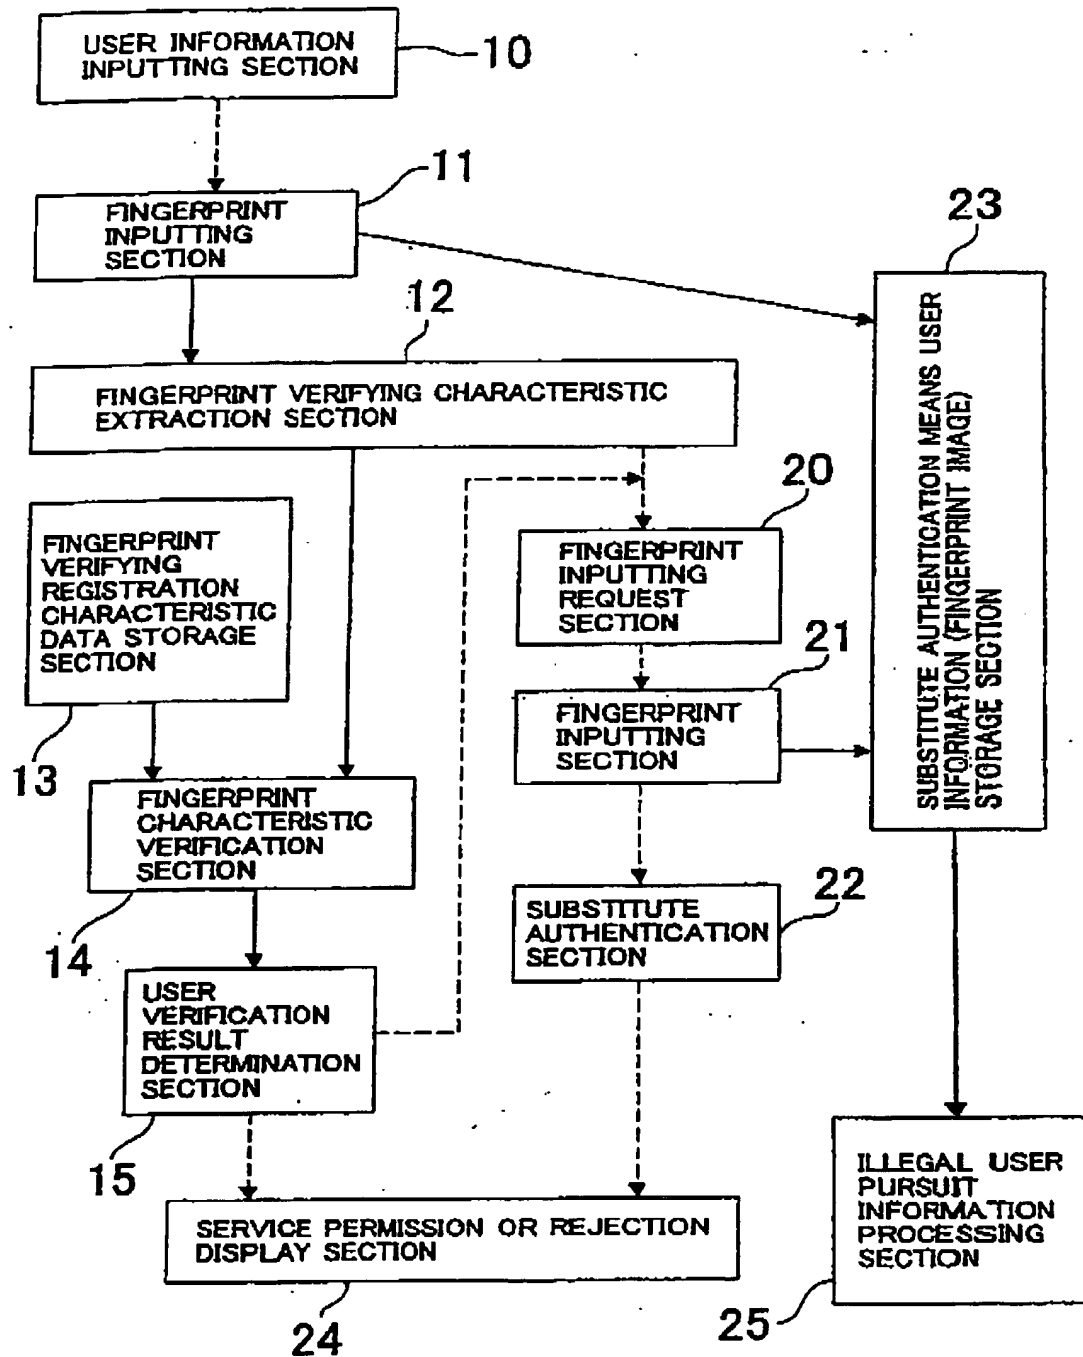 USER INFORMATION
INPUTTING SECTION
10
11
FINGERPRINT
INPUTTING
SECTION
23
12
FINGERPRINT VERIFYING CHARACTERISTIC
EXTRACTION SECTION
SUBSTITUTE AUTHENTICATION MEANS USER
INFORMATION (FINGERPRINT IMAGE)
STORAGE SECTION
20
FINGERPRINT
VERIFYING
REGISTRATION
CHARACTERISTIC
DATA STORAGE
SECTION
FINGERPRINT
INPUTTING
REQUEST
SECTION
21
FINGERPRINT
INPUTTING
SECTION
13
FINGERPRINT
CHARACTERISTIC
VERIFICATION
SECTION
22
SUBSTITUTE
AUTHENTICATION
SECTION
14
USER
VERIFICATION
RESULT
DETERMINATION
SECTION
15
ILLEGAL USER
PURSUIT
INFORMATION
PROCESSING
SECTION
SERVICE PERMISSION OR REJECTION
DISPLAY SECTION
24
25